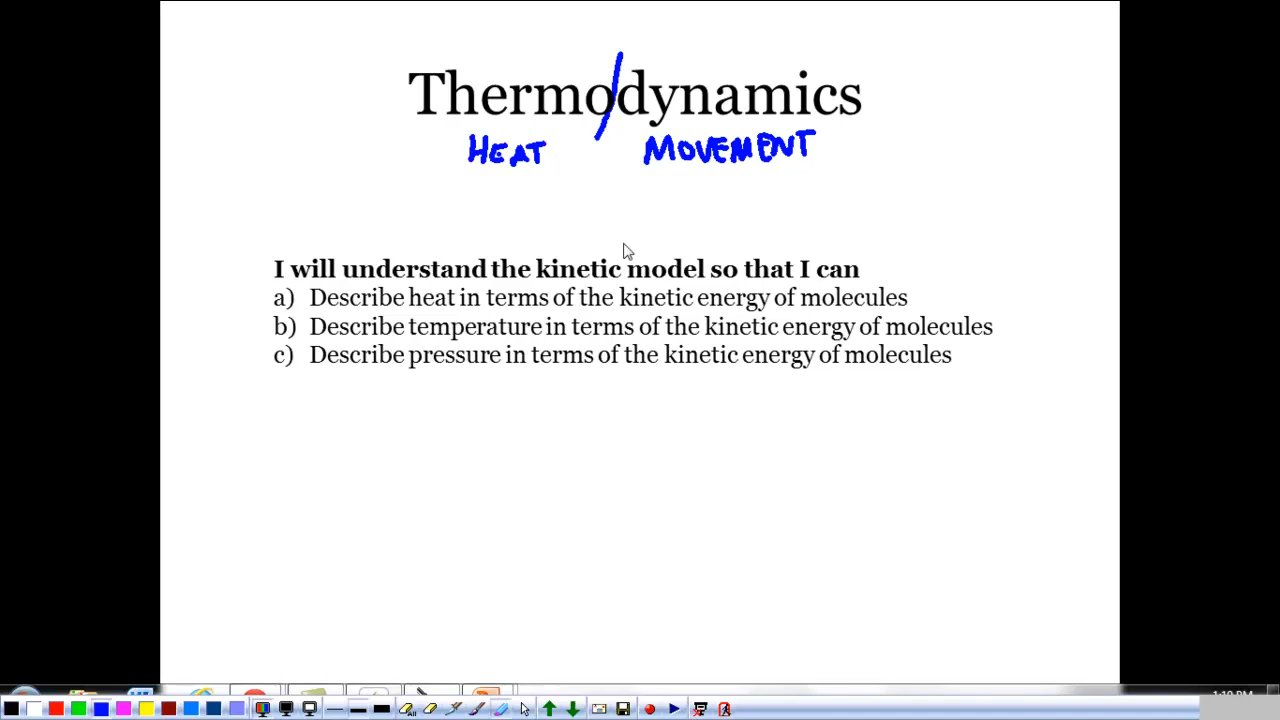 Thermodynamics
HEAT MOVEMENT
I will understand the kinetic model so that I can
a) Describe heat in terms of the kinetic energy of molecules
b) Describe temperature in terms of the kinetic energy of molecules
c) Describe pressure in terms of the kinetic energy of molecules